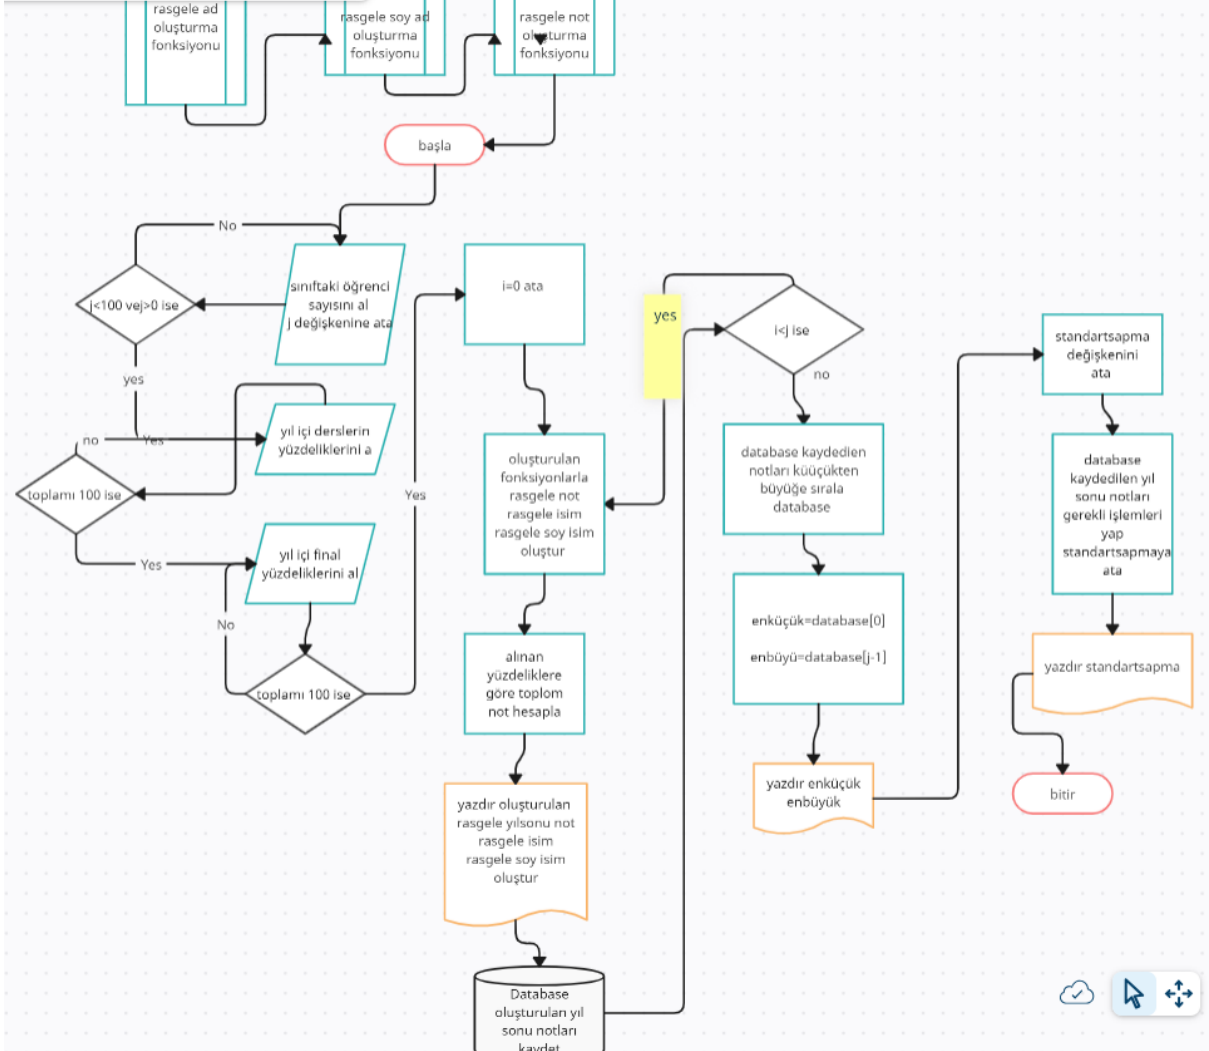 rasgele ad
oluşturma
fonksiyonu
rasgele soy ad
oluşturma
fonksiyonu
rasgele not
oluşturma
fonksiyonu
başla
No
j<100 vej>0 ise
sınıftaki öğrenci
sayısını al
j değişkenine ata
yes
no
Yes
yıl içi derslerin
yüzdeliklerini a
toplamı 100 ise
Yes
yıl içi final
yüzdeliklerini al
No
toplamı 100 ise
Yes
i=0 ata
oluşturulan
fonksiyonlarla
rasgele not
rasgele isim
rasgele soy isim
oluştur
alınan
yüzdeliklere
göre toplom
not hesapla
yazdır oluşturulan
rasgele yılsonu not
rasgele isim
rasgele soy isim
oluştur
Database
oluşturulan yıl
sonu notları
kaydet
yes
i<j ise
no
database kaydedien
notları küüçükten
büyüğe sırala
database
enküçük=database[0]
enbüyü=database[j-1]
yazdır enküçük
enbüyük
standartsapma
değişkenini
ata
database
kaydedilen yıl
sonu notları
gerekli işlemleri
yap
standartsapmaya
ata
yazdır standartsapma
bitir